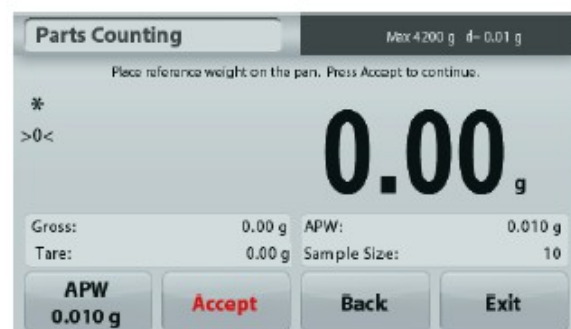 Parts Counting
Max 4200 g d= 0.01 g
Place reference weight on the pan. Press Accept to continue.
*
>0<
0.00 g
Gross: 0.00 g APW: 0.010 g
Tare: 0.00 g Sample Size: 10
APW Accept Back Exit
0.010 g